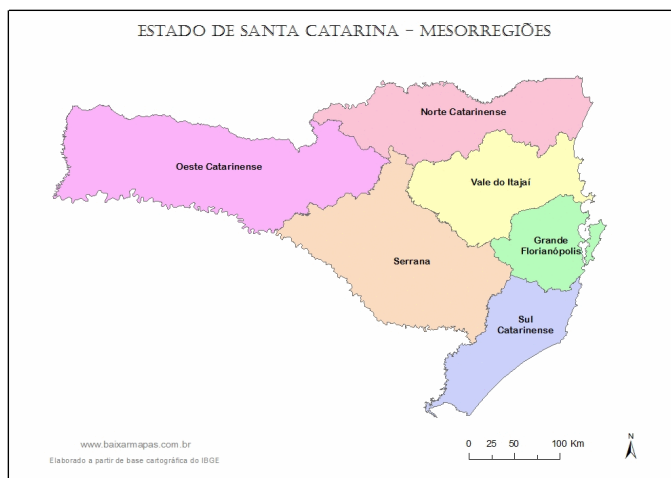 ESTADO DE SANTA CATARINA – MESORREGIÕES
Norte Catarinense
Oeste Catarinense
Vale do Itajaí
Grande
Florianópolis
Serrana
Sul
Catarinense
www.baixarmapas.com.br
Elaborado a partir de base cartográfica do IBGE
0 25 50 100 Km
N